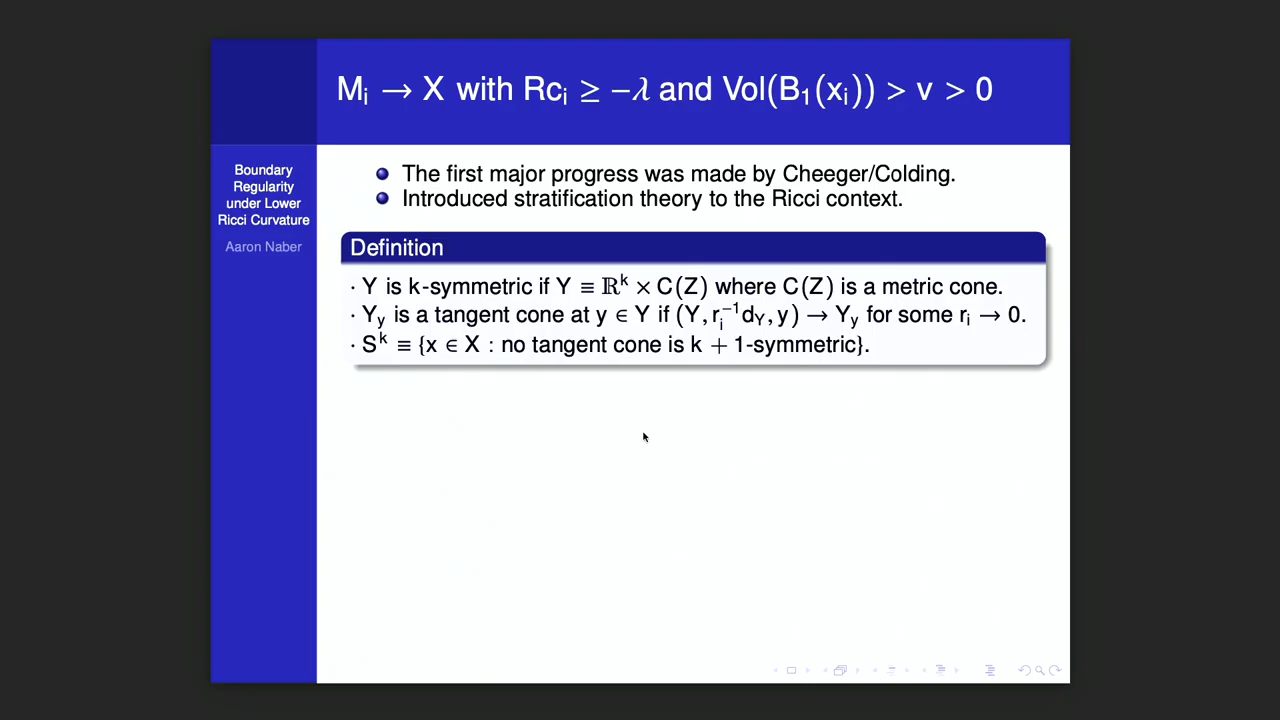 Mᵢ → X with Rcᵢ ≥ −λ and Vol(B₁(xᵢ)) > v > 0
Boundary
Regularity
under Lower
Ricci Curvature
Aaron Naber
The first major progress was made by Cheeger/Colding.
Introduced stratification theory to the Ricci context.
Definition
· Y is k-symmetric if Y ≡ ℝᵏ × C(Z) where C(Z) is a metric cone.
· Y_y is a tangent cone at y ∈ Y if (Y, rᵢ⁻¹d_Y, y) → Y_y for some rᵢ → 0.
· Sᵏ ≡ {x ∈ X : no tangent cone is k + 1-symmetric}.